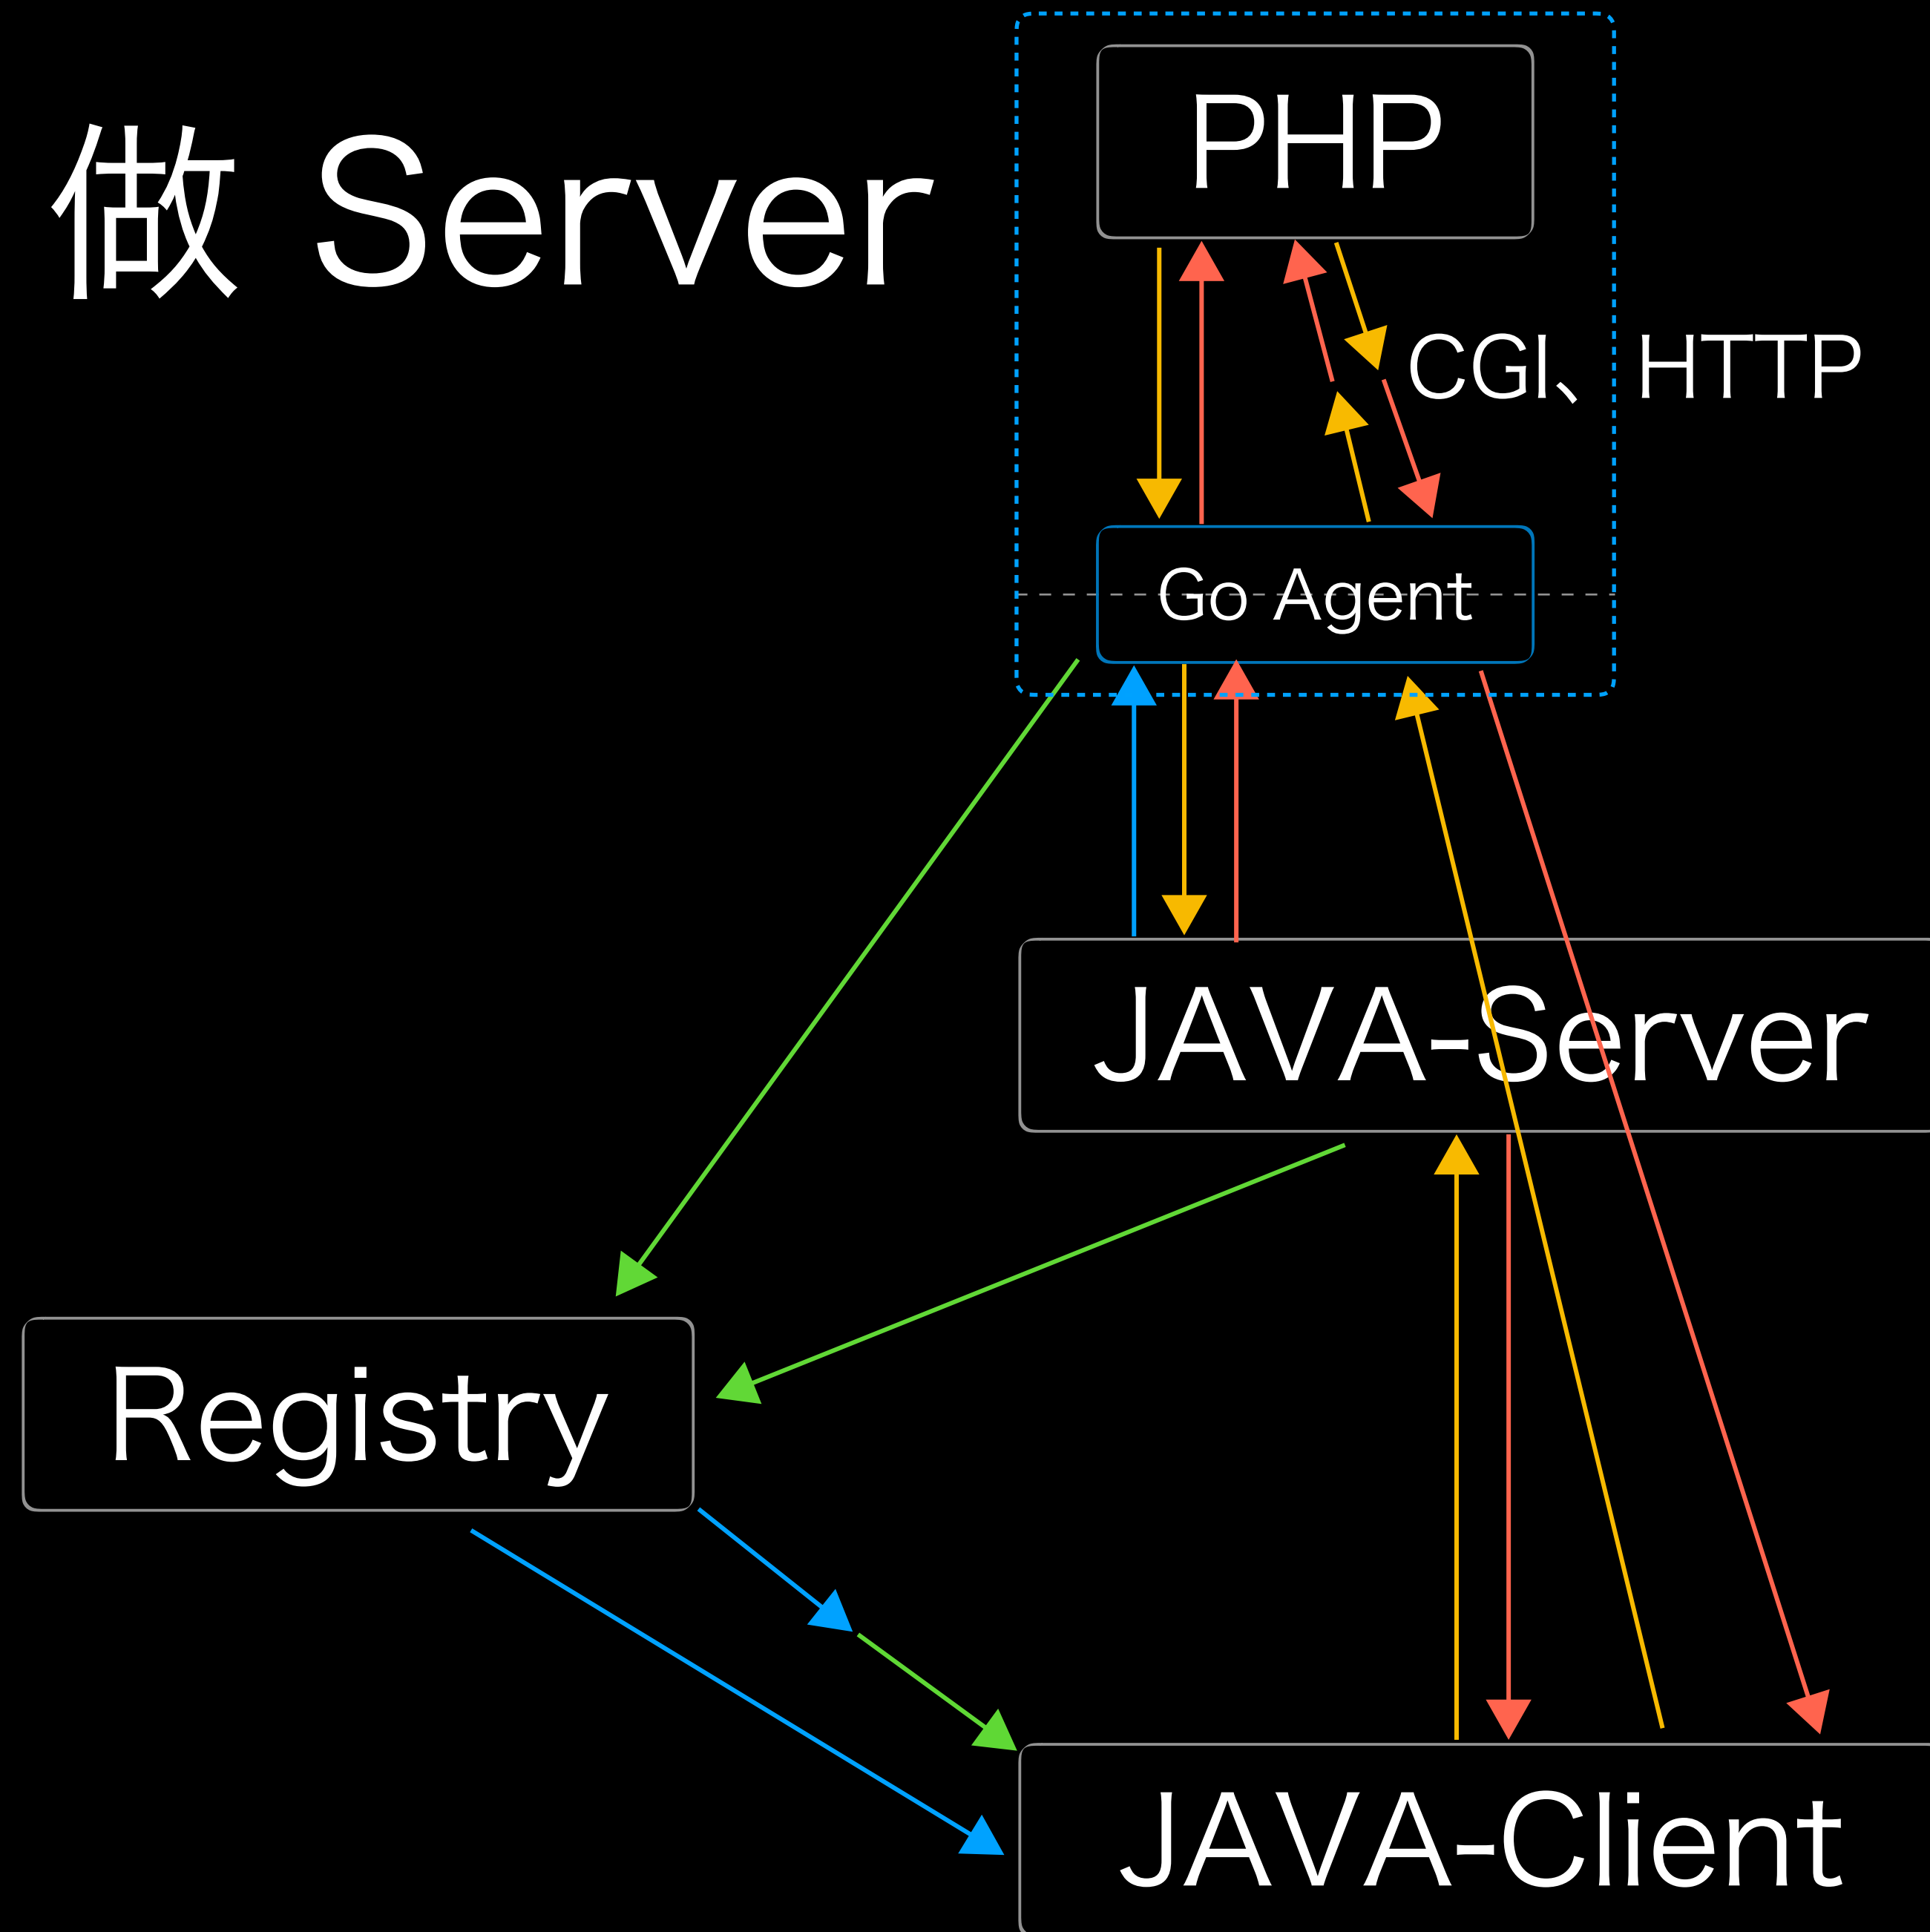 做 Server
PHP
CGI、 HTTP
Go Agent
JAVA-Server
Registry
JAVA-Client